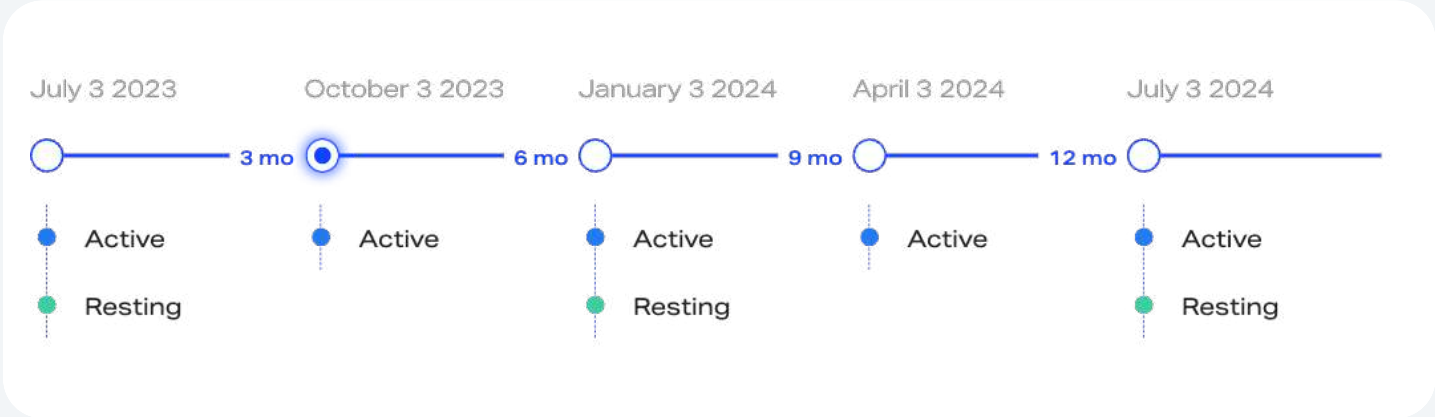 July 3 2023 October 3 2023 January 3 2024 April 3 2024 July 3 2024
3 mo 6 mo 9 mo 12 mo
Active Active Active Active Active
Resting Resting Resting